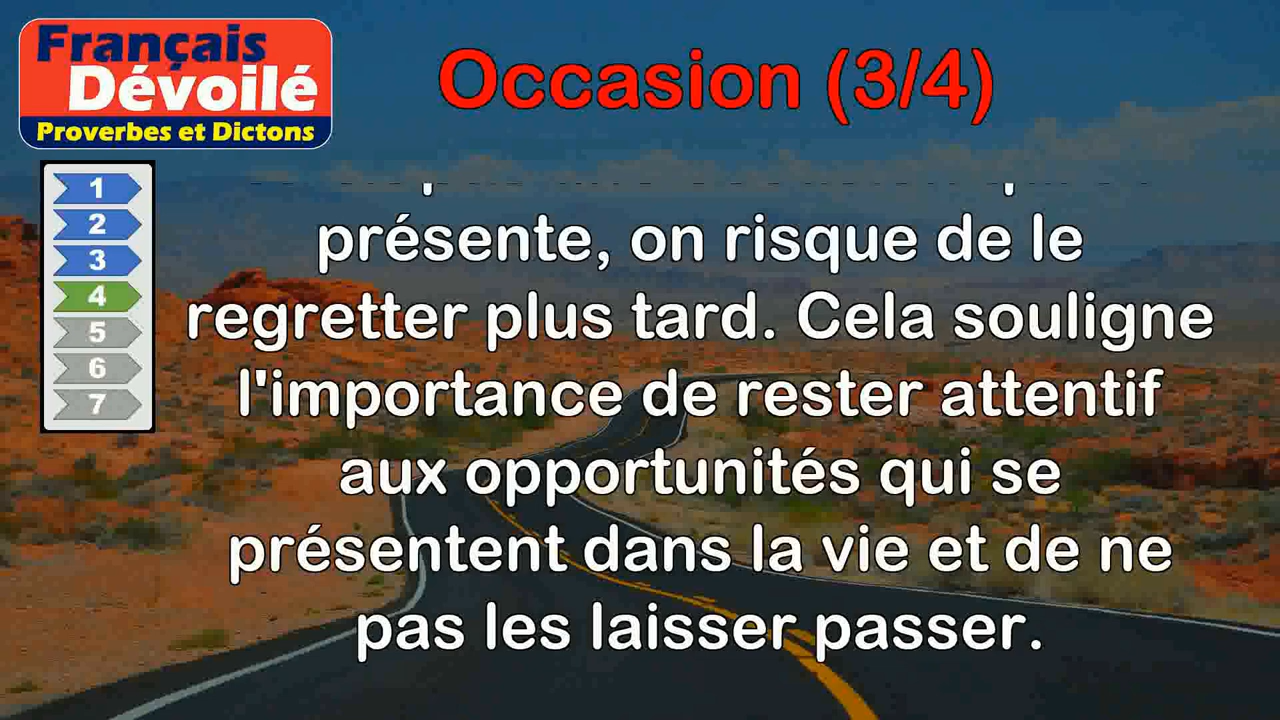 Français
Dévoilé
Proverbes et Dictons
Occasion (3/4)
1
2
3
4
5
6
7
présente, on risque de le
regretter plus tard. Cela souligne
l'importance de rester attentif
aux opportunités qui se
présentent dans la vie et de ne
pas les laisser passer.